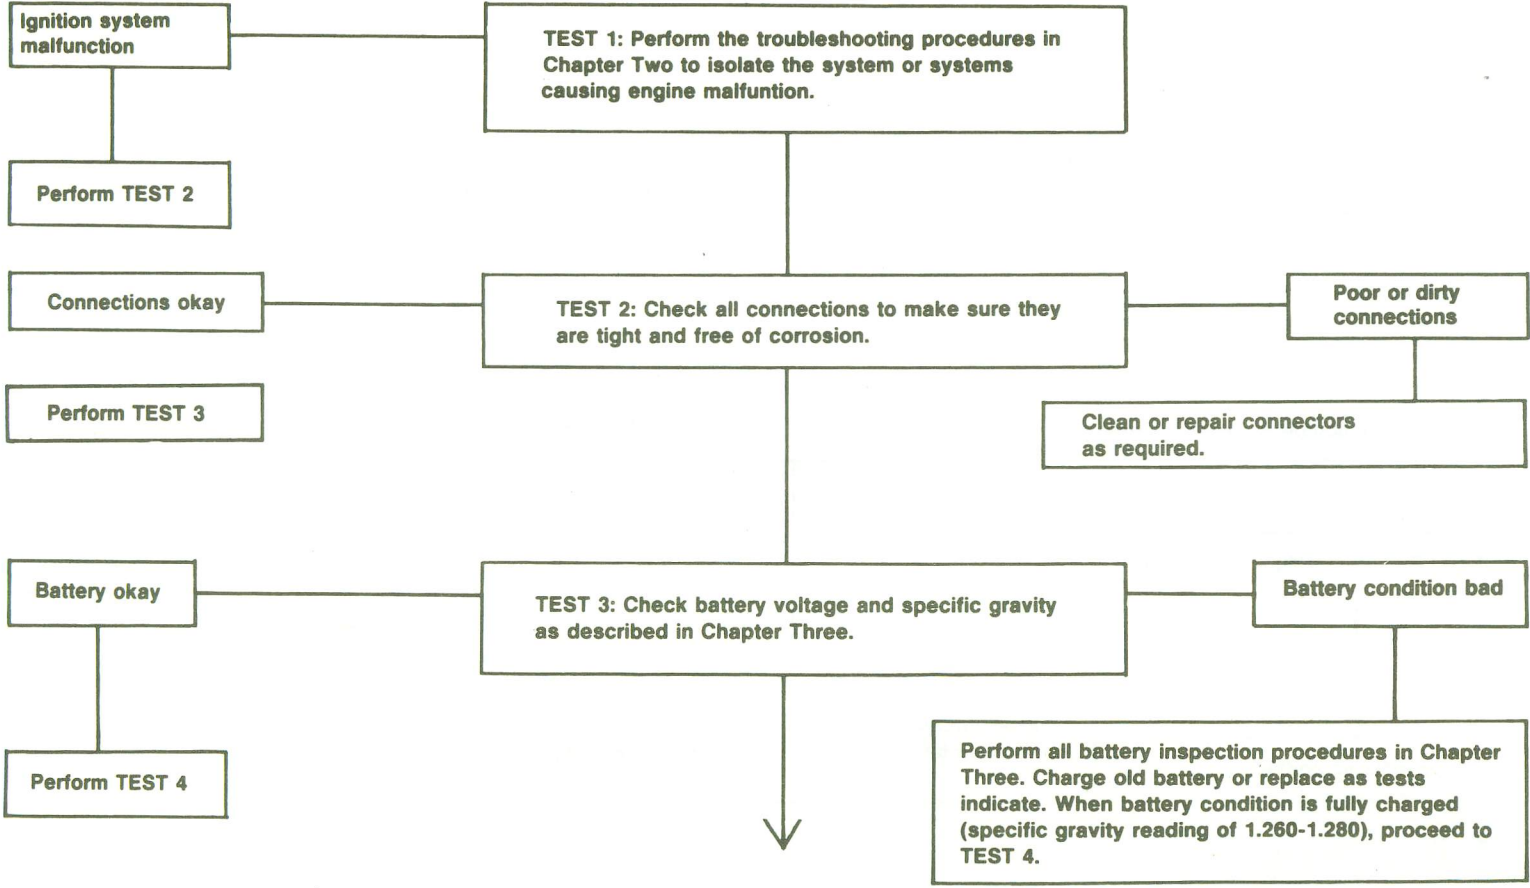 Ignition system
malfunction
TEST 1: Perform the troubleshooting procedures in
Chapter Two to isolate the system or systems
causing engine malfuntion.
Perform TEST 2
Connections okay
TEST 2: Check all connections to make sure they
are tight and free of corrosion.
Poor or dirty
connections
Perform TEST 3
Clean or repair connectors
as required.
Battery okay
TEST 3: Check battery voltage and specific gravity
as described in Chapter Three.
Battery condition bad
Perform TEST 4
Perform all battery inspection procedures in Chapter
Three. Charge old battery or replace as tests
indicate. When battery condition is fully charged
(specific gravity reading of 1.260-1.280), proceed to
TEST 4.